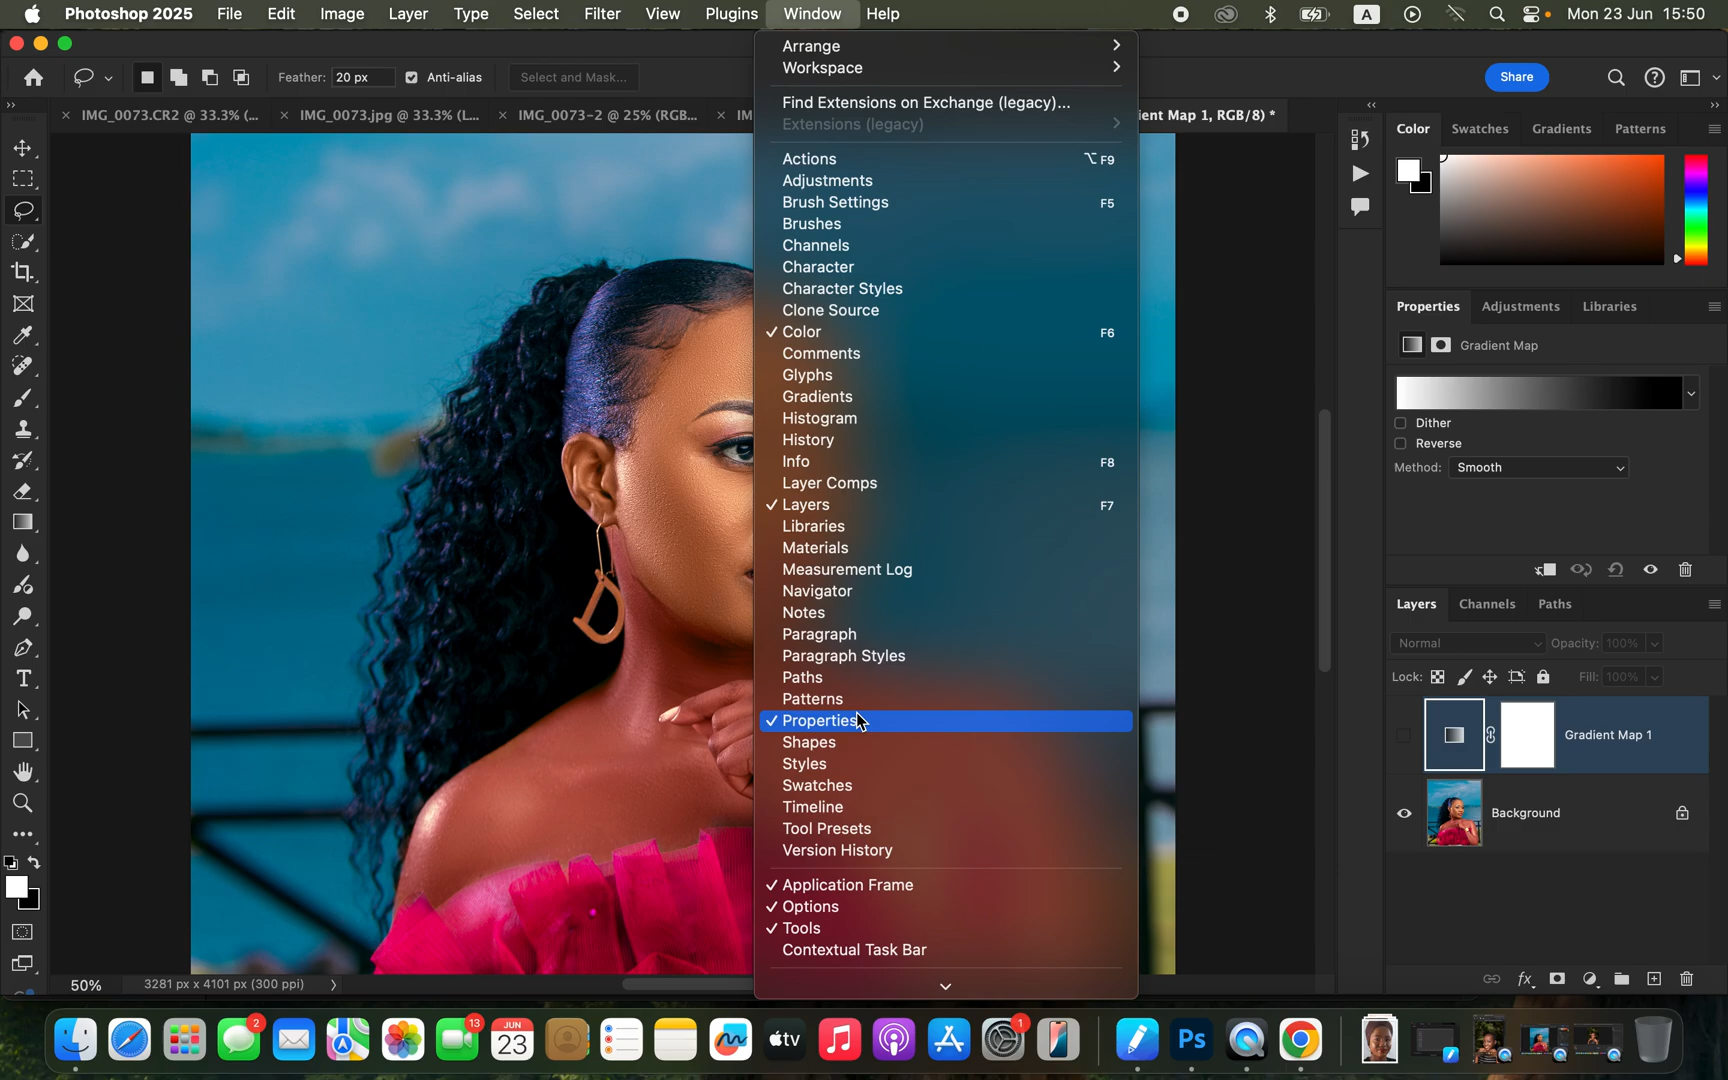 Photoshop 2025 File Edit Image Layer Type Select Filter View Plugins Window Help A Mon 23 Jun 15:50
Feather: 20 px Anti-alias Select and Mask... Share
IMG_0073.CR2 @ 33.3% (... IMG_0073.jpg @ 33.3% (L... IMG_0073-2 @ 25% (RGB... IM ient Map 1, RGB/8) *
Arrange
Workspace
Find Extensions on Exchange (legacy)...
Extensions (legacy)
Actions ⌥ F9
Adjustments
Brush Settings F5
Brushes
Channels
Character
Character Styles
Clone Source
✓ Color F6
Comments
Glyphs
Gradients
Histogram
History
Info F8
Layer Comps
✓ Layers F7
Libraries
Materials
Measurement Log
Navigator
Notes
Paragraph
Paragraph Styles
Paths
Patterns
✓ Properties
Shapes
Styles
Swatches
Timeline
Tool Presets
Version History
✓ Application Frame
✓ Options
✓ Tools
Contextual Task Bar
Color Swatches Gradients Patterns
Properties Adjustments Libraries
Gradient Map
Dither
Reverse
Method: Smooth
Layers Channels Paths
Normal Opacity: 100%
Lock: Fill: 100%
Gradient Map 1
Background
50% 3281 px x 4101 px (300 ppi)
2 13 JUN 23 tv 1 Ps